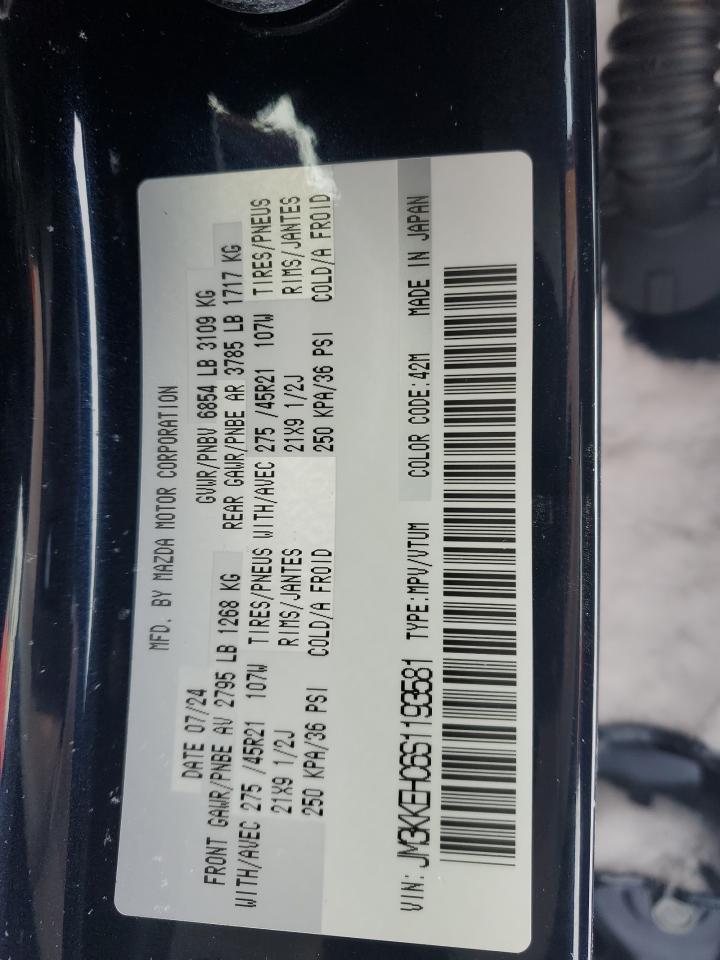 MFD. BY MAZDA MOTOR CORPORATION
DATE 07/24 GVWR/PNBV 6854 LB 3109 KG
FRONT GAWR/PNBE AV 2795 LB 1268 KG REAR GAWR/PNBE AR 3785 LB 1717 KG
WITH/AVEC 275 /45R21 107W TIRES/PNEUS WITH/AVEC 275 /45R21 107W TIRES/PNEUS
21X9 1/2J RIMS/JANTES 21X9 1/2J RIMS/JANTES
250 KPA/36 PSI COLD/A FROID 250 KPA/36 PSI COLD/A FROID
VIN: JM3KKEHC6S1193581 TYPE:MPV/VTUM COLOR CODE:42M MADE IN JAPAN